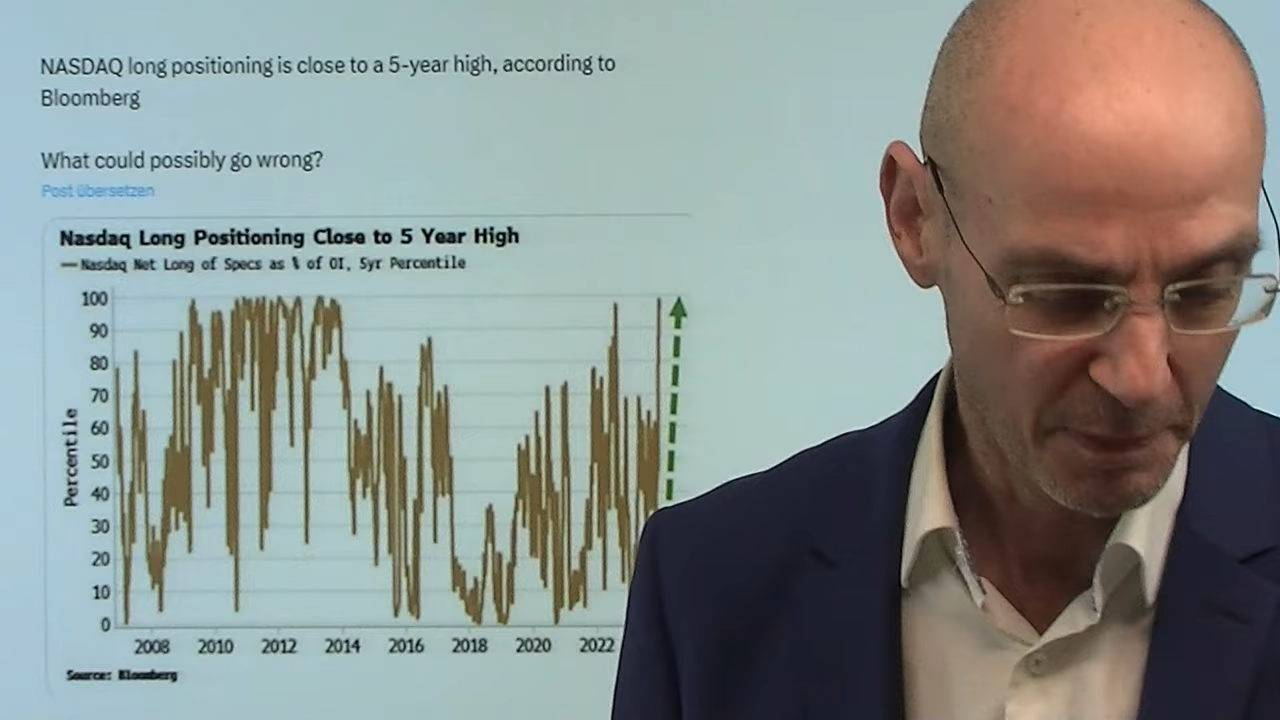 NASDAQ long positioning is close to a 5-year high, according to
Bloomberg
What could possibly go wrong?
Post übersetzen
Nasdaq Long Positioning Close to 5 Year High
Nasdaq Net Long of Specs as % of OI, 5yr Percentile
100
90
80
70
60
50
40
30
20
10
0
Percentile
2008 2010 2012 2014 2016 2018 2020 2022
Source: Bloomberg